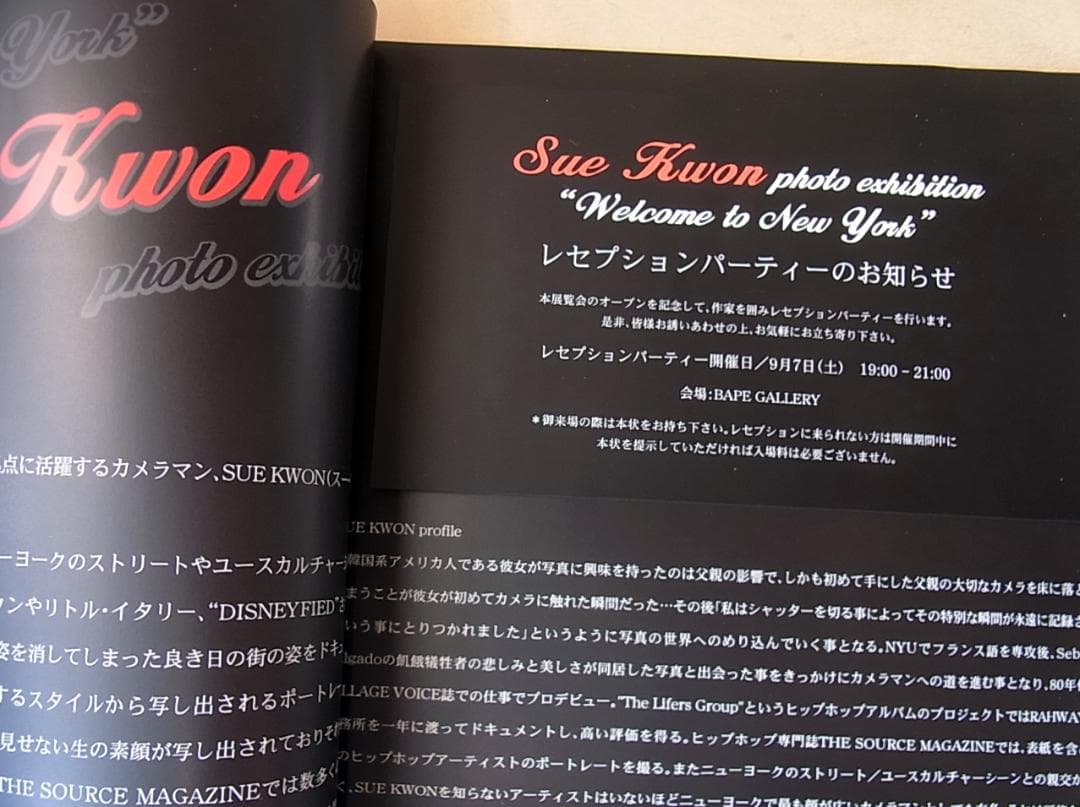 York”
Kwon
photo exhibit
点に活躍するカメラマン、SUE KWON(スー
ーヨークのストリートやユースカルチャー
ンやリトル・イタリー、“DISNEYFIED”
姿を消してしまった良き日の街の姿をドキ
するスタイルから写し出されるポートレ
見せない生の素顔が写し出されており
THE SOURCE MAGAZINEでは数多く
Sue Kwon photo exhibition
“Welcome to New York”
レセプションパーティーのお知らせ
本展覧会のオープンを記念して、作家を囲みレセプションパーティーを行います。
是非、皆様お誘いあわせの上、お気軽にお立ち寄り下さい。
レセプションパーティー開催日／9月7日(土) 19:00 - 21:00
会場:BAPE GALLERY
*御来場の際は本状をお持ち下さい。レセプションに来られない方は開催期間中に
本状を提示していただければ入場料は必要ございません。
UE KWON profile
韓国系アメリカ人である彼女が写真に興味を持ったのは父親の影響で、しかも初めて手にした父親の大切なカメラを床に落と
まうことが彼女が初めてカメラに触れた瞬間だった…その後「私はシャッターを切る事によってその特別な瞬間が永遠に記録さ
いう事にとりつかれました」というように写真の世界へのめり込んでいく事となる。NYUでフランス語を専攻後、Seb
lgadoの飢餓犠牲者の悲しみと美しさが同居した写真と出会った事をきっかけにカメラマンへの道を進む事となり、80年
LLAGE VOICE誌での仕事でプロデビュー。"The Lifers Group"というヒップホップアルバムのプロジェクトではRAHWAY
務所を一年に渡ってドキュメントし、高い評価を得る。ヒップホップ専門誌THE SOURCE MAGAZINEでは、表紙を含
のヒップホップアーティストのポートレートを撮る。またニューヨークのストリート／ユースカルチャーシーンとの親交が
く、SUE KWONを知らないアーティストはいないほどニューヨークで最も顔が広いカメラマンとしても